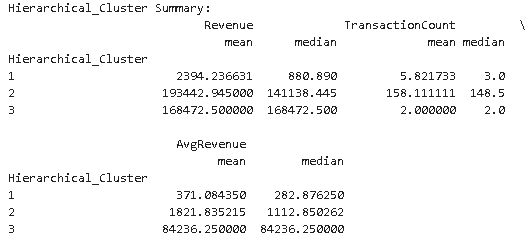 Hierarchical_Cluster Summary:
Revenue TransactionCount \
mean median mean median
Hierarchical_Cluster
1 2394.236631 880.890 5.821733 3.0
2 193442.945000 141138.445 158.111111 148.5
3 168472.500000 168472.500 2.000000 2.0
AvgRevenue
mean median
Hierarchical_Cluster
1 371.084350 282.876250
2 1821.835215 1112.850262
3 84236.250000 84236.250000